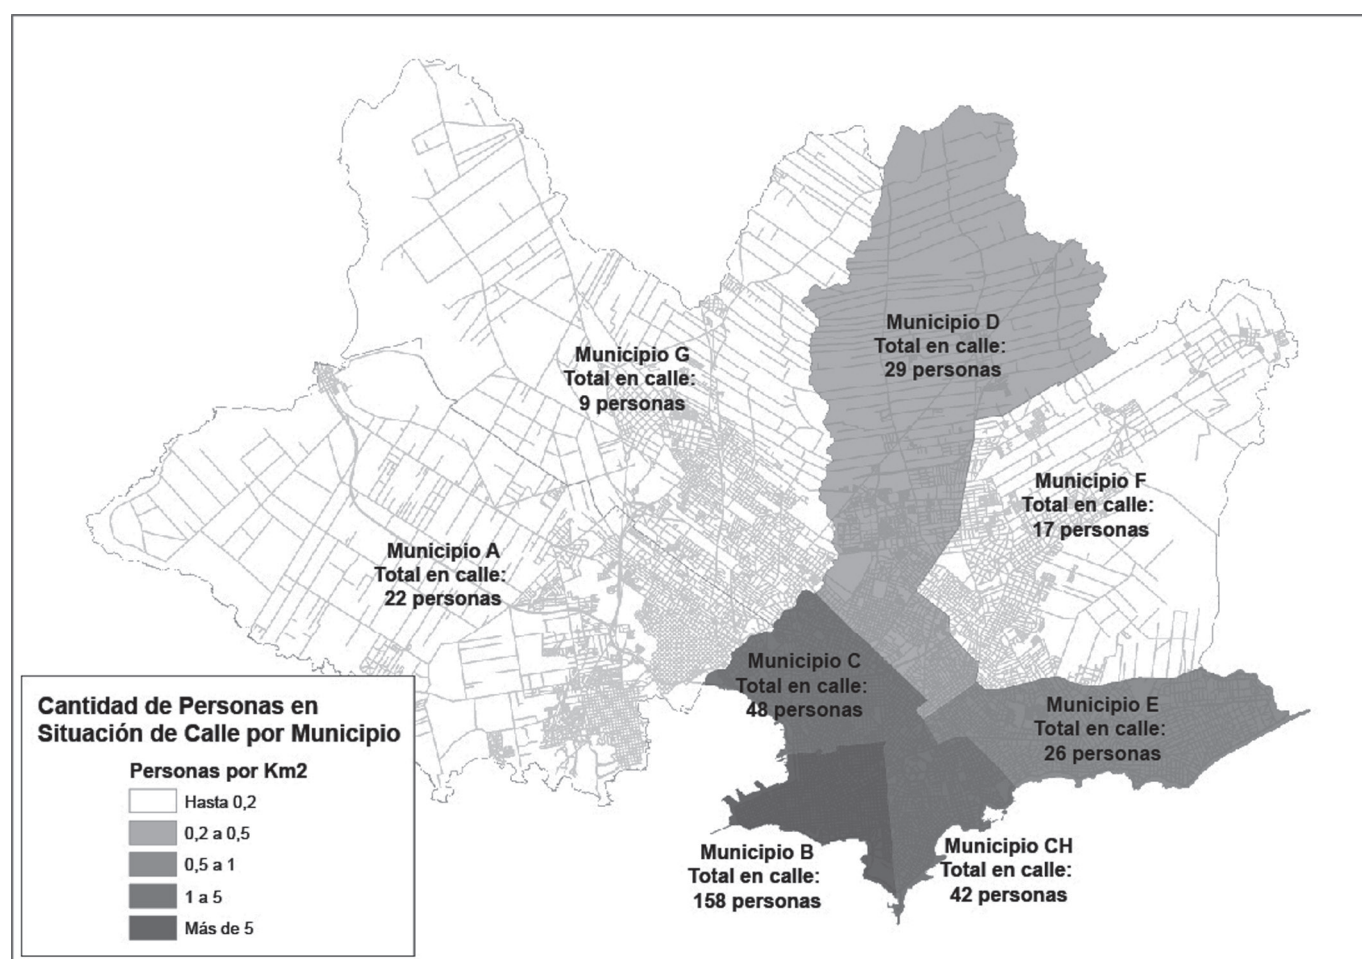 Municipio D
Total en calle:
29 personas
Municipio G
Total en calle:
9 personas
Municipio F
Total en calle:
17 personas
Municipio A
Total en calle:
22 personas
Municipio C
Total en calle:
48 personas
Municipio E
Total en calle:
26 personas
Municipio B
Total en calle:
158 personas
Municipio CH
Total en calle:
42 personas
Cantidad de Personas en
Situación de Calle por Municipio
Personas por Km2
Hasta 0,2
0,2 a 0,5
0,5 a 1
1 a 5
Más de 5